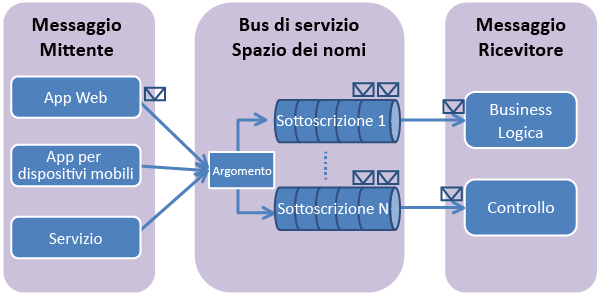 Messaggio
Mittente
App Web
App per
dispositivi mobili
Servizio
Bus di servizio
Spazio dei nomi
Argomento
Sottoscrizione 1
Sottoscrizione N
Messaggio
Ricevitore
Business
Logica
Controllo